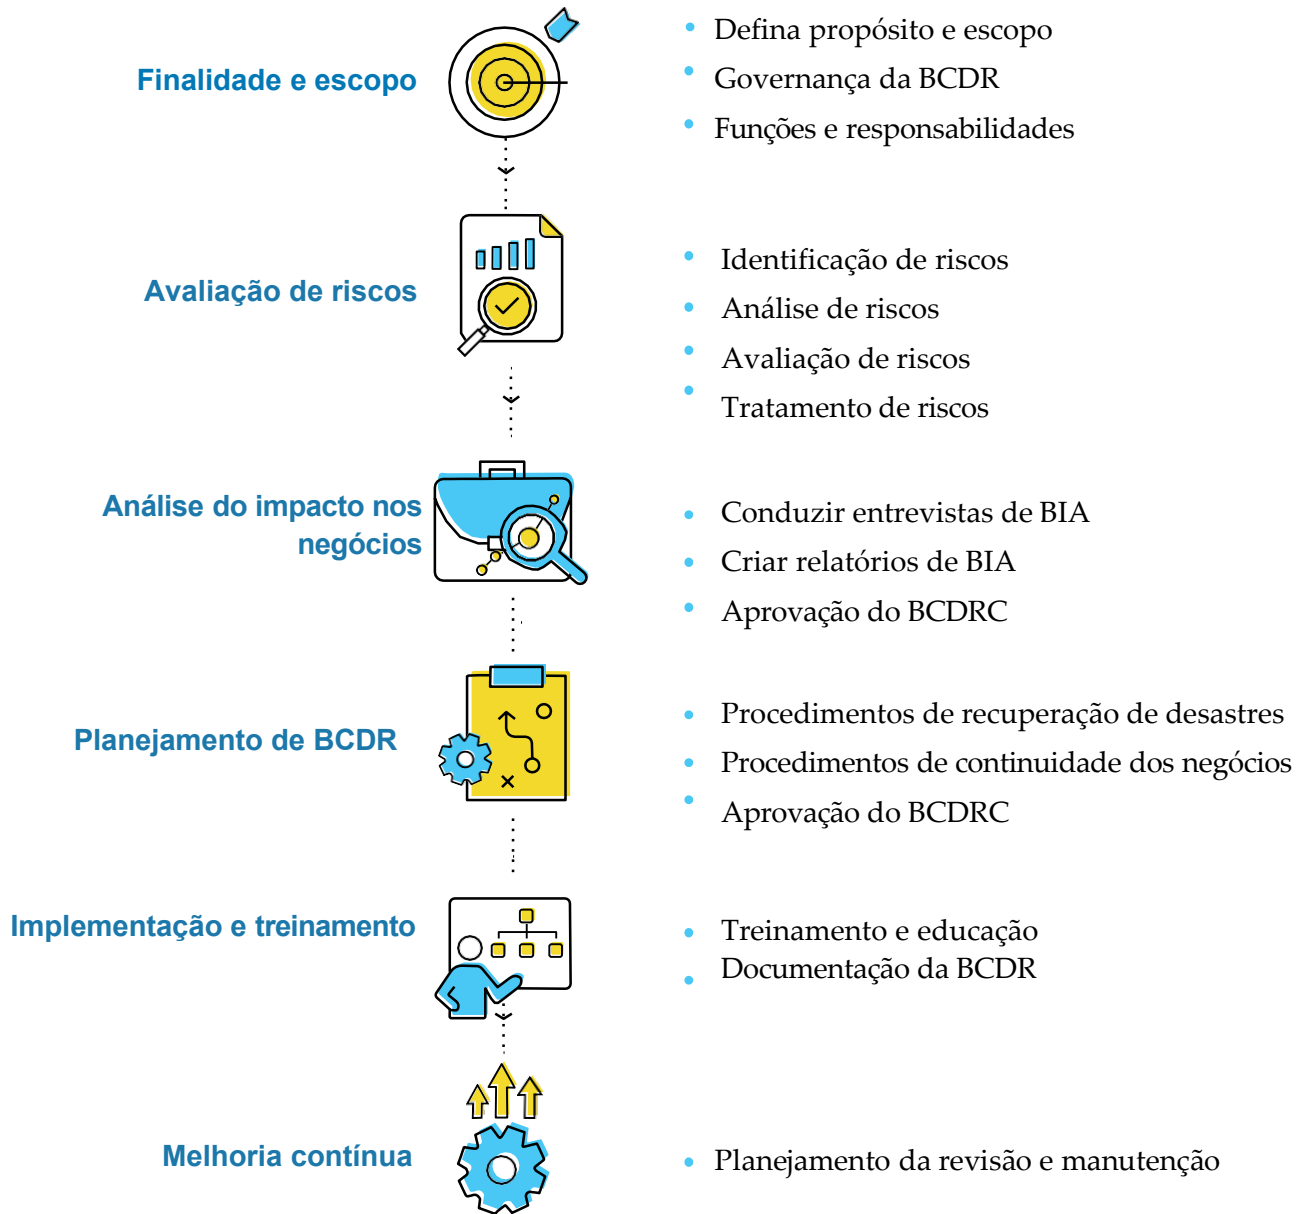 Finalidade e escopo
Defina propósito e escopo
Governança da BCDR
Funções e responsabilidades
Avaliação de riscos
Identificação de riscos
Análise de riscos
Avaliação de riscos
Tratamento de riscos
Análise do impacto nos
negócios
Conduzir entrevistas de BIA
Criar relatórios de BIA
Aprovação do BCDRC
Planejamento de BCDR
Procedimentos de recuperação de desastres
Procedimentos de continuidade dos negócios
Aprovação do BCDRC
Implementação e treinamento
Treinamento e educação
Documentação da BCDR
Melhoria contínua
Planejamento da revisão e manutenção